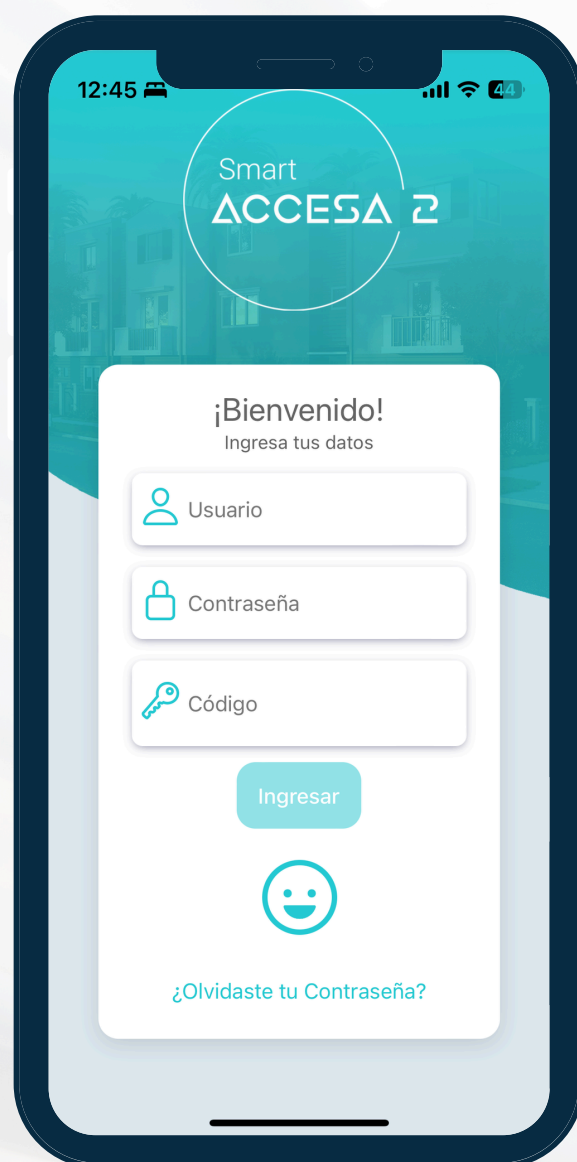 12:45
44
Smart
ACCESA 2
¡Bienvenido!
Ingresa tus datos
Usuario
Contraseña
Código
Ingresar
¿Olvidaste tu Contraseña?